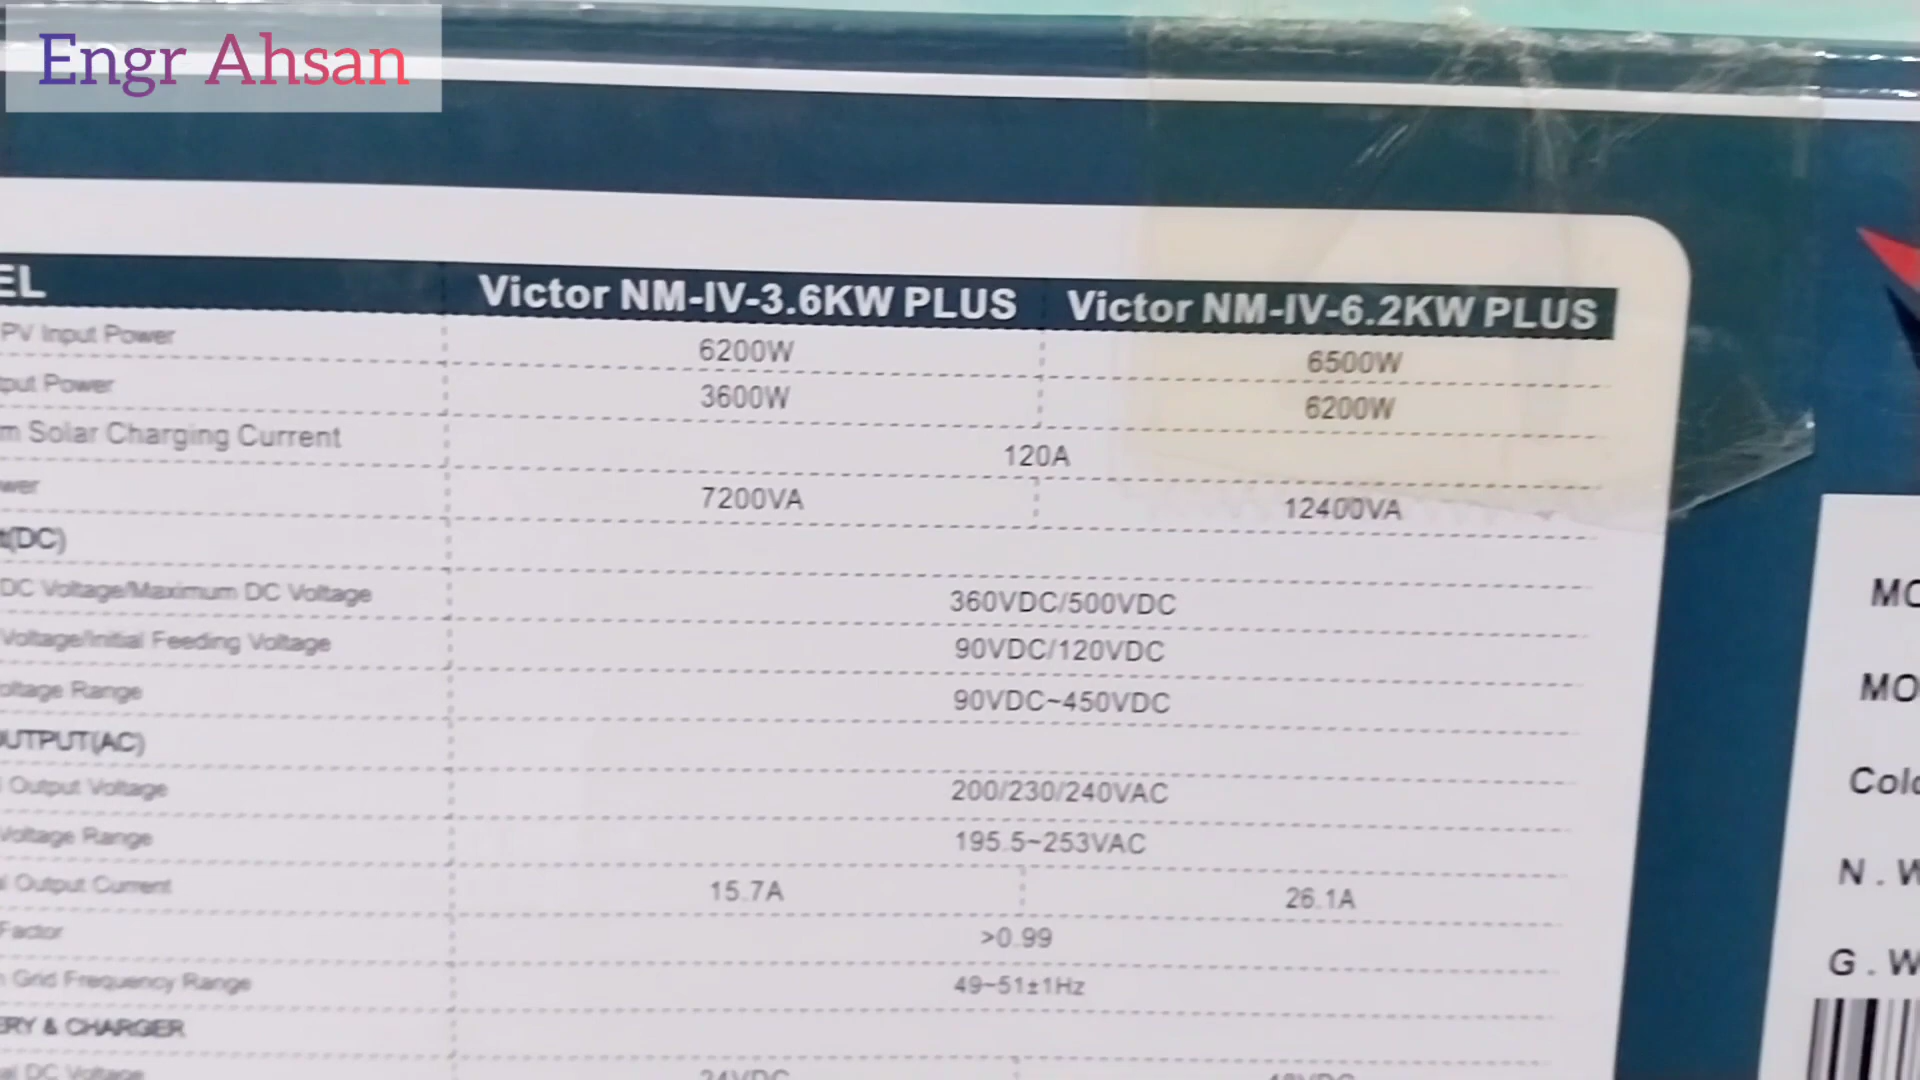 Engr Ahsan
EL Victor NM-IV-3.6KW PLUS Victor NM-IV-6.2KW PLUS
PV Input Power 6200W 6500W
put Power 3600W 6200W
m Solar Charging Current 120A
wer 7200VA 12400VA
t(DC)
DC Voltage/Maximum DC Voltage 360VDC/500VDC
Voltage/Initial Feeding Voltage 90VDC/120VDC
oltage Range 90VDC~450VDC
OUTPUT(AC)
Output Voltage 200/230/240VAC
Voltage Range 195.5~253VAC
l Output Current 15.7A 26.1A
Factor >0.99
n Grid Frequency Range 49~51±1Hz
ERY & CHARGER
al DC Voltage 24VDC 48VDC
MO
MO
Colo
N . W
G . W